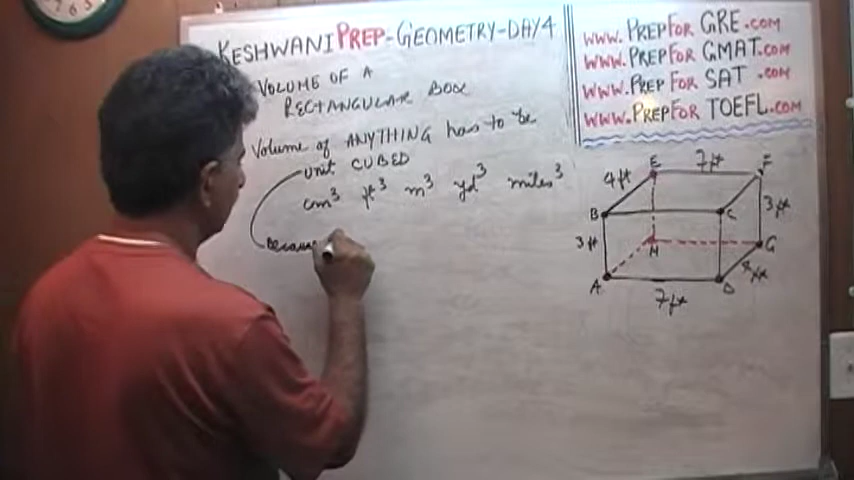 KESHWANI PREP-GEOMETRY-DAY 4
VOLUME OF A
RECTANGULAR BOX
Volume of ANYTHING has to be
unit CUBED
cm³ ft³ m³ yd³ miles³
www.PREPFOR GRE.com
www.PREPFOR GMAT.com
www.PREP FOR SAT.com
www.PREPFOR TOEFL.com
E 7ft F
4ft
B C 3ft
3ft H G
A D
7ft